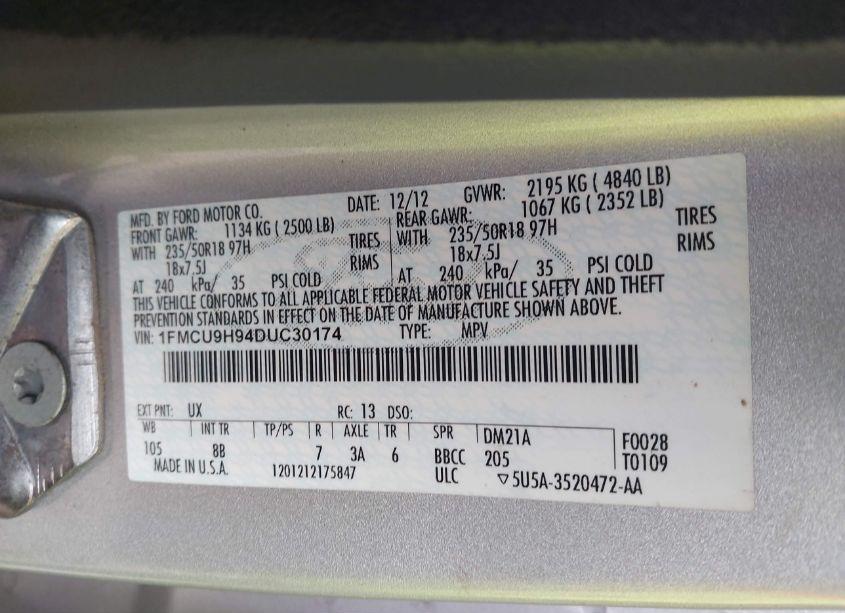 MFD. BY FORD MOTOR CO. DATE: 12/12 GVWR: 2195 KG ( 4840 LB)
FRONT GAWR: 1134 KG ( 2500 LB) REAR GAWR: 1067 KG ( 2352 LB)
WITH 235/50R18 97H TIRES WITH 235/50R18 97H TIRES
18x7.5J RIMS 18x7.5J RIMS
AT 240 kPa/ 35 PSI COLD AT 240 kPa/ 35 PSI COLD
THIS VEHICLE CONFORMS TO ALL APPLICABLE FEDERAL MOTOR VEHICLE SAFETY AND THEFT
PREVENTION STANDARDS IN EFFECT ON THE DATE OF MANUFACTURE SHOWN ABOVE.
VIN: 1FMCU9H94DUC30174 TYPE: MPV
EXT PNT: UX RC: 13 DSO:
WB INT TR TP/PS R AXLE TR SPR DM21A F0028
105 8B 7 3A 6 BBCC 205 T0109
MADE IN U.S.A. 1201212175847 ULC ▽5U5A-3520472-AA